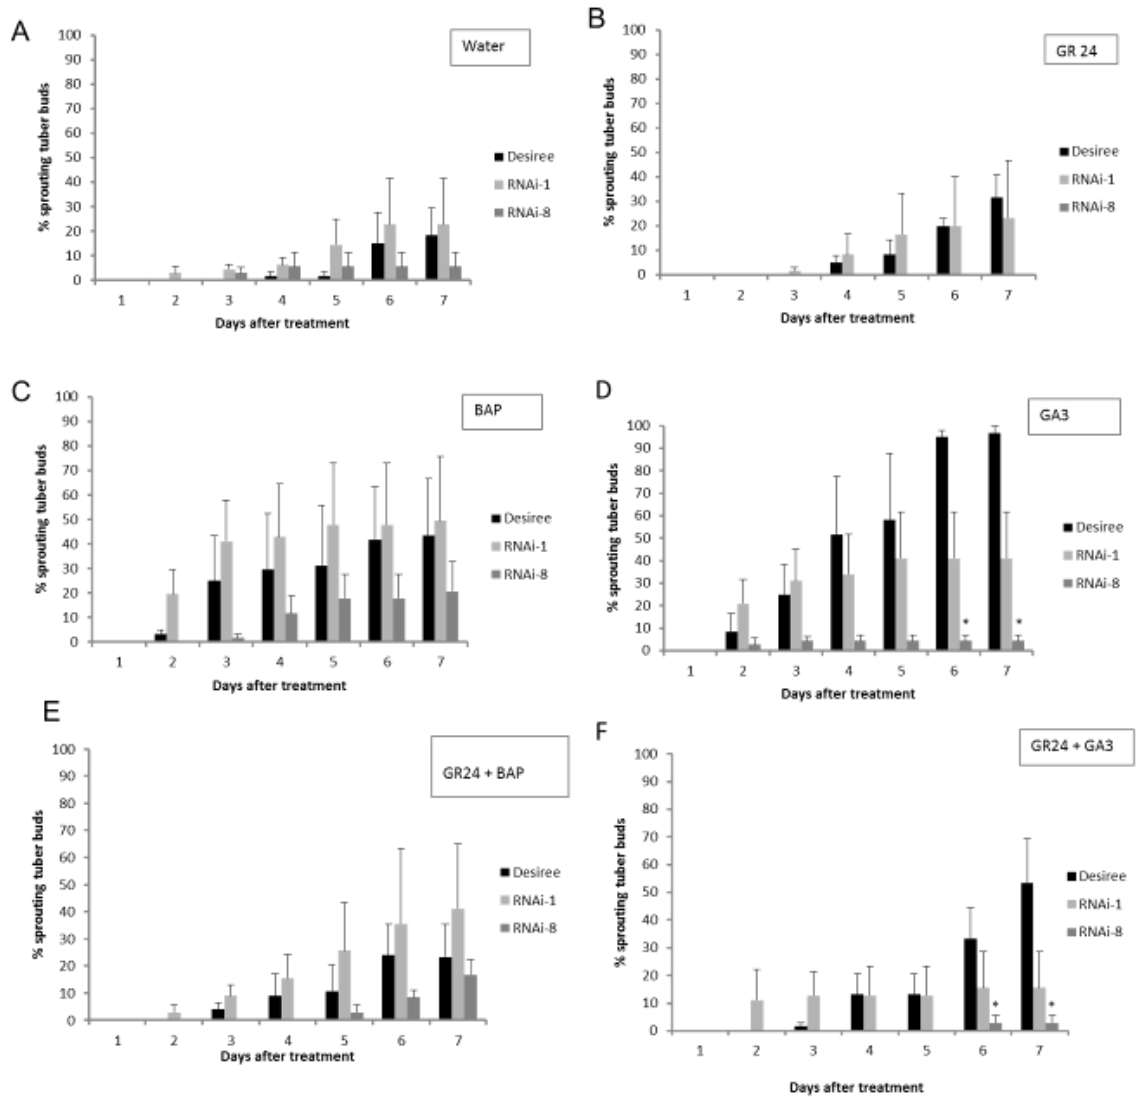 A
Water
% sprouting tuber buds
100
90
80
70
60
50
40
30
20
10
0
1 2 3 4 5 6 7
Days after treatment
Desiree
RNAi-1
RNAi-8
B
GR 24
% sprouting tuber buds
100
90
80
70
60
50
40
30
20
10
0
1 2 3 4 5 6 7
Days after treatment
Desiree
RNAi-1
RNAi-8
C
BAP
% sprouting tuber buds
100
90
80
70
60
50
40
30
20
10
0
1 2 3 4 5 6 7
Days after treatment
Desiree
RNAi-1
RNAi-8
D
GA3
% sprouting tuber buds
100
90
80
70
60
50
40
30
20
10
0
* *
1 2 3 4 5 6 7
Days after treatment
Desiree
RNAi-1
RNAi-8
E
GR24 + BAP
% sprouting tuber buds
100
90
80
70
60
50
40
30
20
10
0
1 2 3 4 5 6 7
Days after treatment
Desiree
RNAi-1
RNAi-8
F
GR24 + GA3
% sprouting tuber buds
100
90
80
70
60
50
40
30
20
10
0
* *
1 2 3 4 5 6 7
Days after treatment
Desiree
RNAi-1
RNAi-8